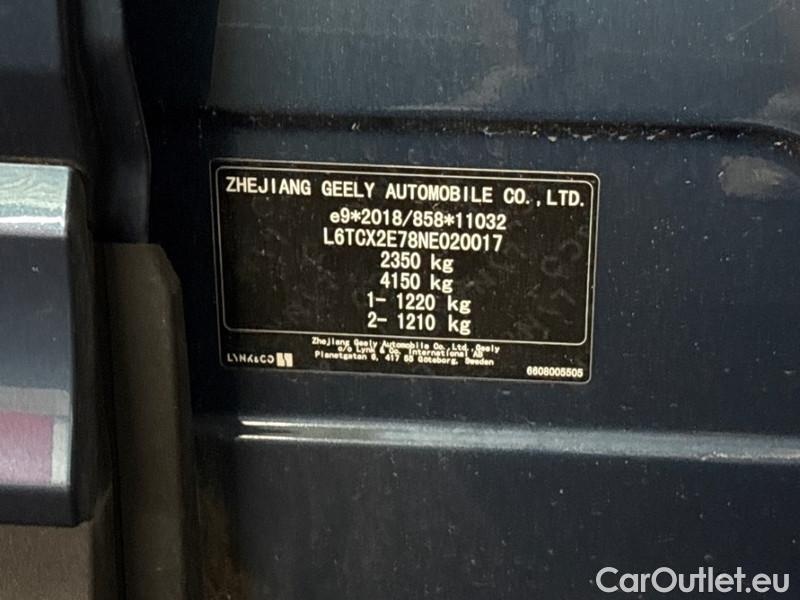 ZHEJIANG GEELY AUTOMOBILE CO.,LTD.
e9*2018/858*11032
L6TCX2E78NE020017
2350 kg
4150 kg
1- 1220 kg
2- 1210 kg
Zhejiang Geely Automobile Co.,Ltd.,Geely
c/o Lynk & Co. International AB
Planetgatan 6, 417 55 Göteborg, Sweden
LYNK&CO
6608005505
CarOutlet.eu